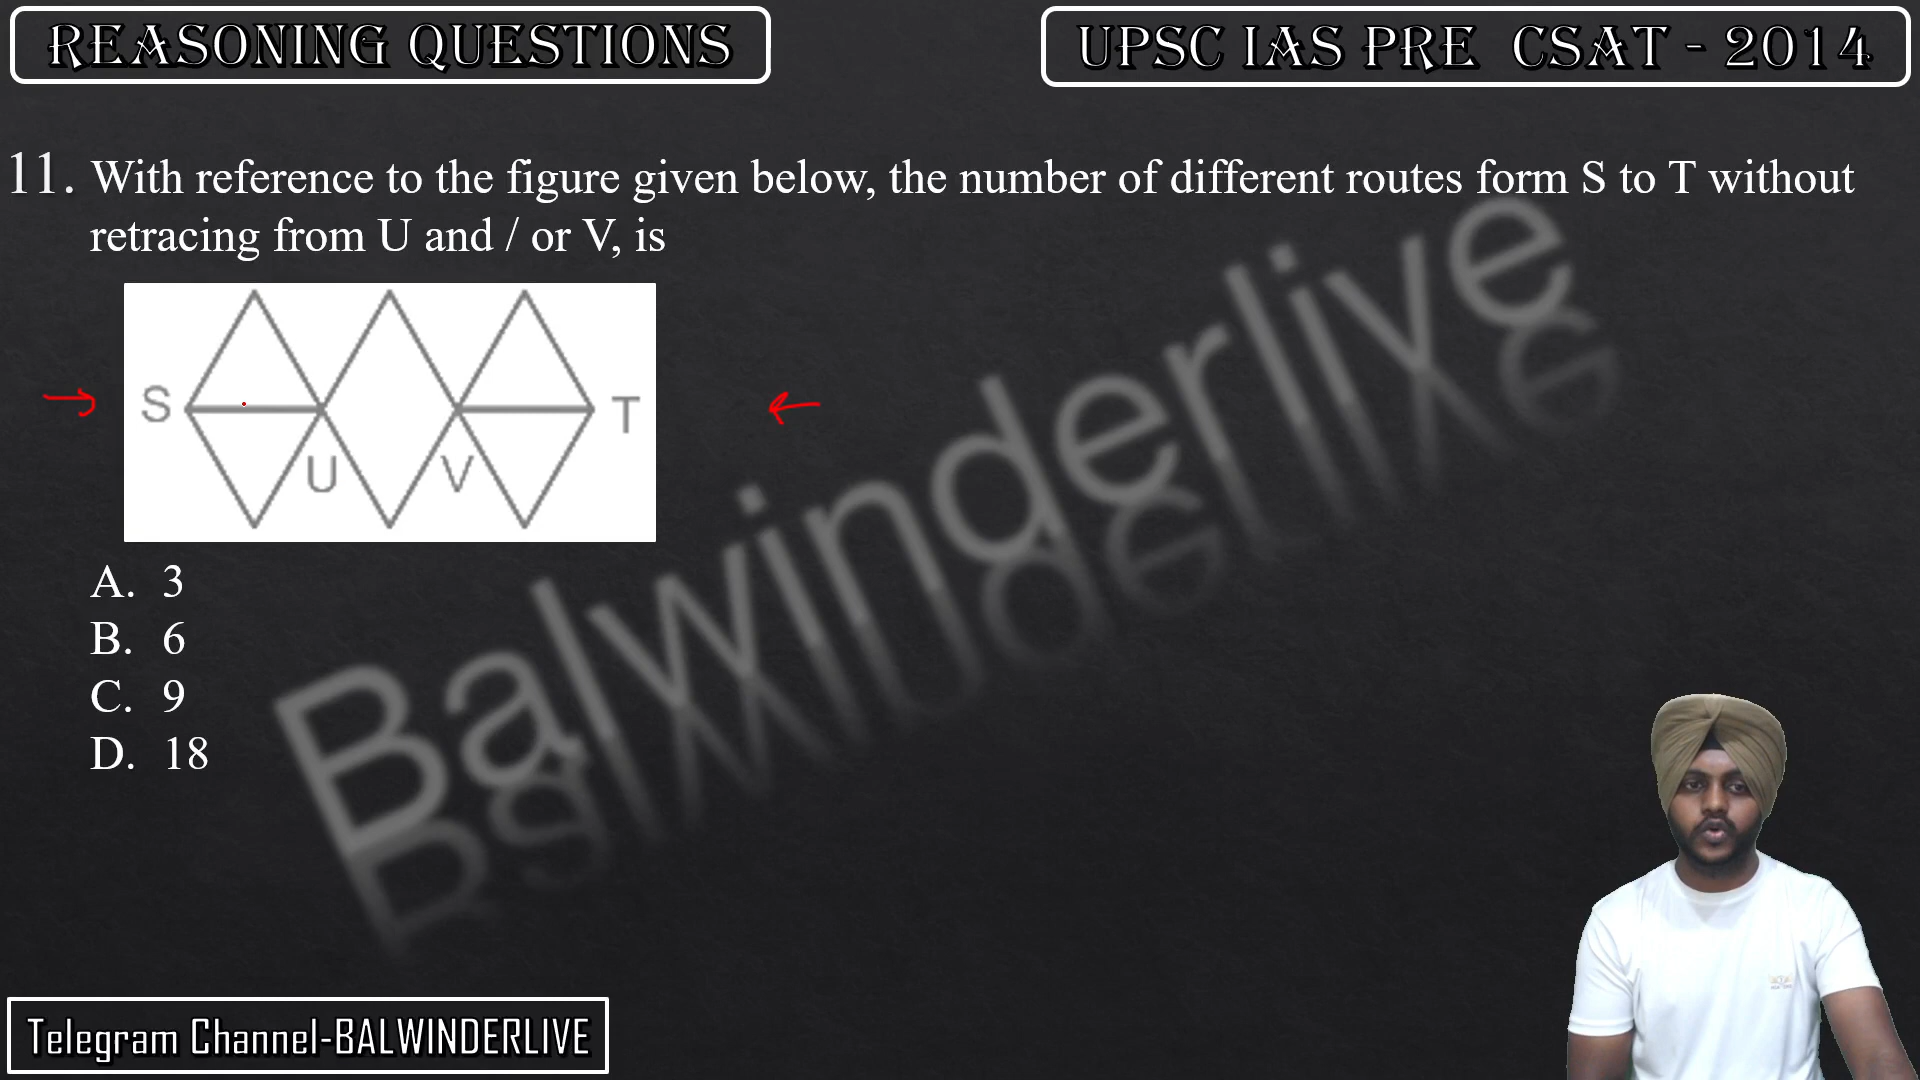 REASONING QUESTIONS
UPSC IAS PRE CSAT - 2014
11. With reference to the figure given below, the number of different routes form S to T without
retracing from U and / or V, is
S
T
U V
A. 3
B. 6
C. 9
D. 18
Balwinderlive
Telegram Channel-BALWINDERLIVE